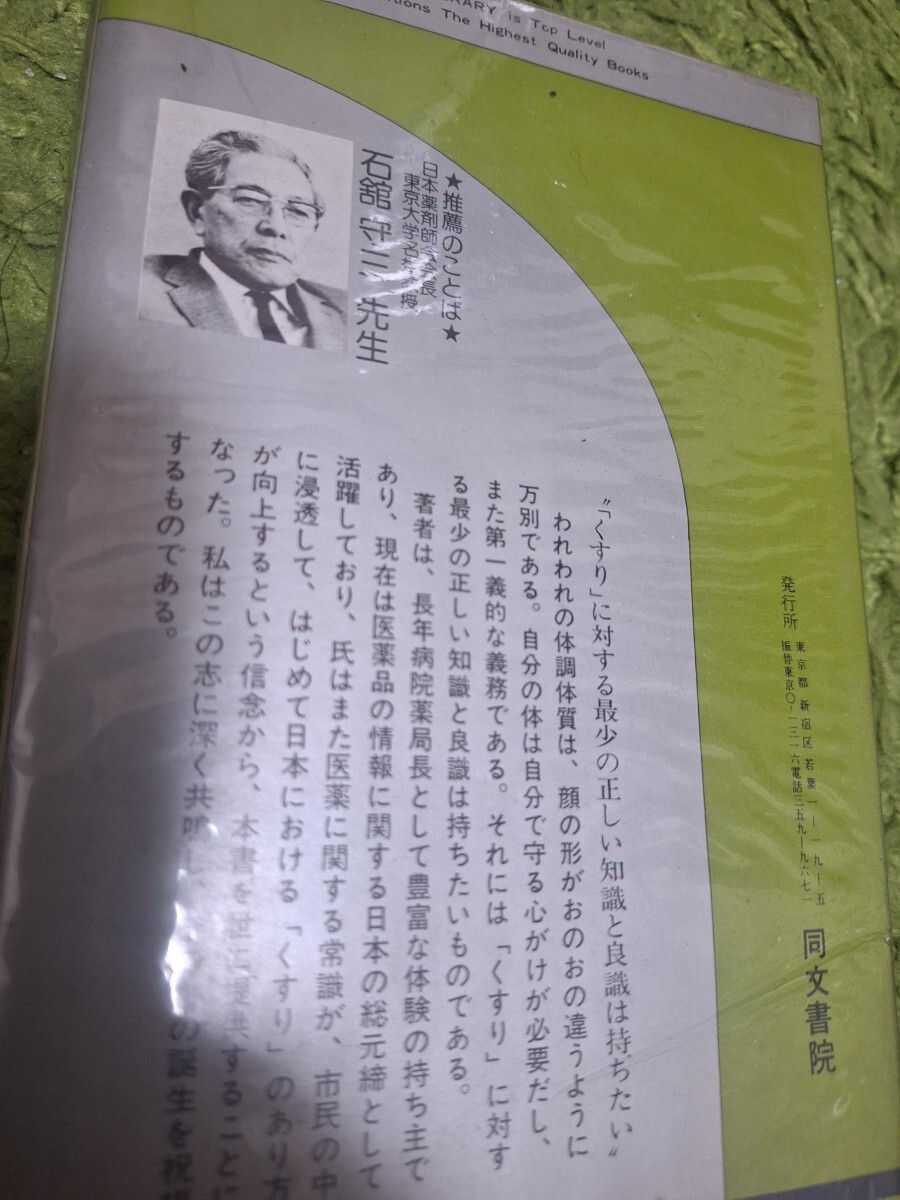 RARY is Top Level
tions The Highest Quality Books
★推薦のことば★
日本薬剤師会会長
東京大学名誉教授
石舘守三先生
〝「くすり」に対する最少の正しい知識と良識は持ちたい〟
われわれの体調体質は、顔の形がおのおの違うように
万別である。自分の体は自分で守る心がけが必要だし、
また第一義的な義務である。それには「くすり」に対す
る最少の正しい知識と良識は持ちたいものである。
著者は、長年病院薬局長として豊富な体験の持ち主で
あり、現在は医薬品の情報に関する日本の総元締として
活躍しており、氏はまた医薬に関する常識が、市民の中
に浸透して、はじめて日本における「くすり」のあり方
が向上するという信念から、本書を世に提供することに
なった。私はこの志に深く共鳴し、の誕生を祝
するものである。
発行所
東京都新宿区若葉一ー一九ー五
振替東京〇ー一三一六電話三五九ー九六七一
同文書院